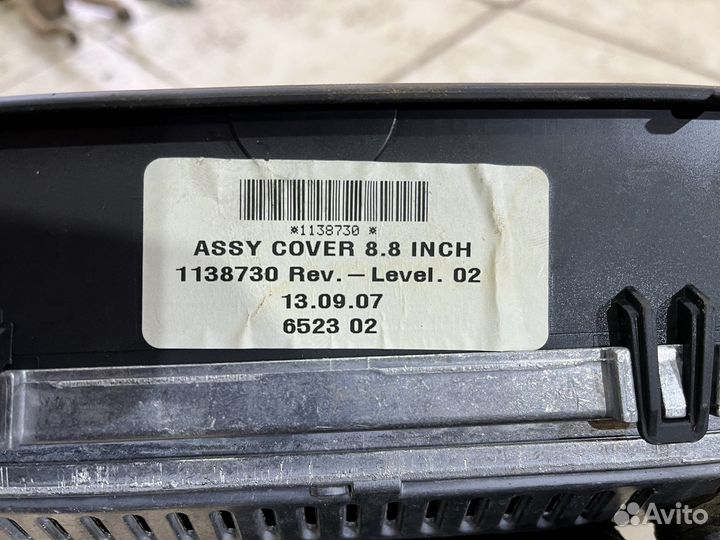 *1138730 *
ASSY COVER 8.8 INCH
1138730 Rev. – Level. 02
13.09.07
6523 02
Avito